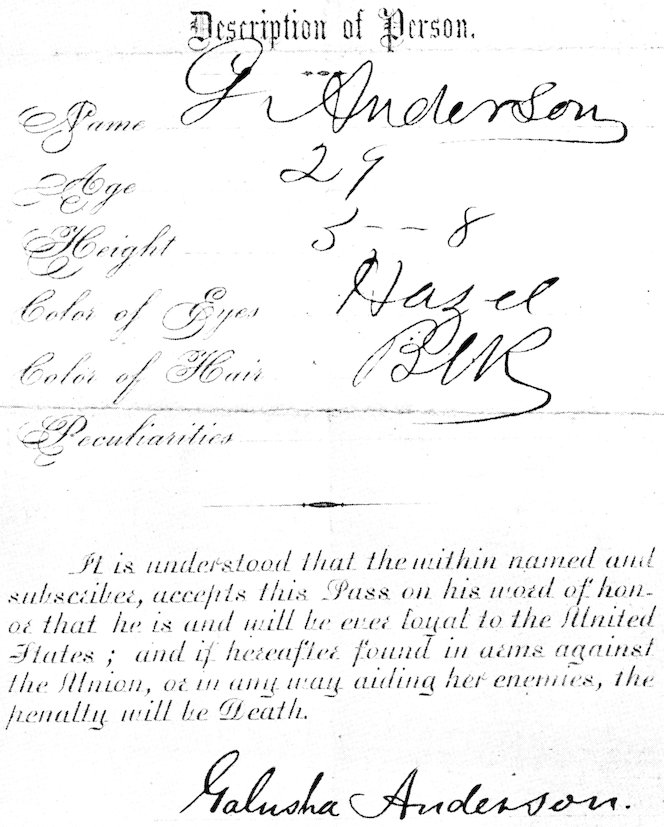 Description of Person.
Name G. Anderson
Age 29
Height 5--8
Color of Eyes Hazel
Color of Hair Blk
Peculiarities
It is understood that the within named and
subscriber, accepts this Pass on his word of hon-
or that he is and will be ever loyal to the United
States; and if hereafter found in arms against
the Union, or in any way aiding her enemies, the
penalty will be Death.
Galusha Anderson.